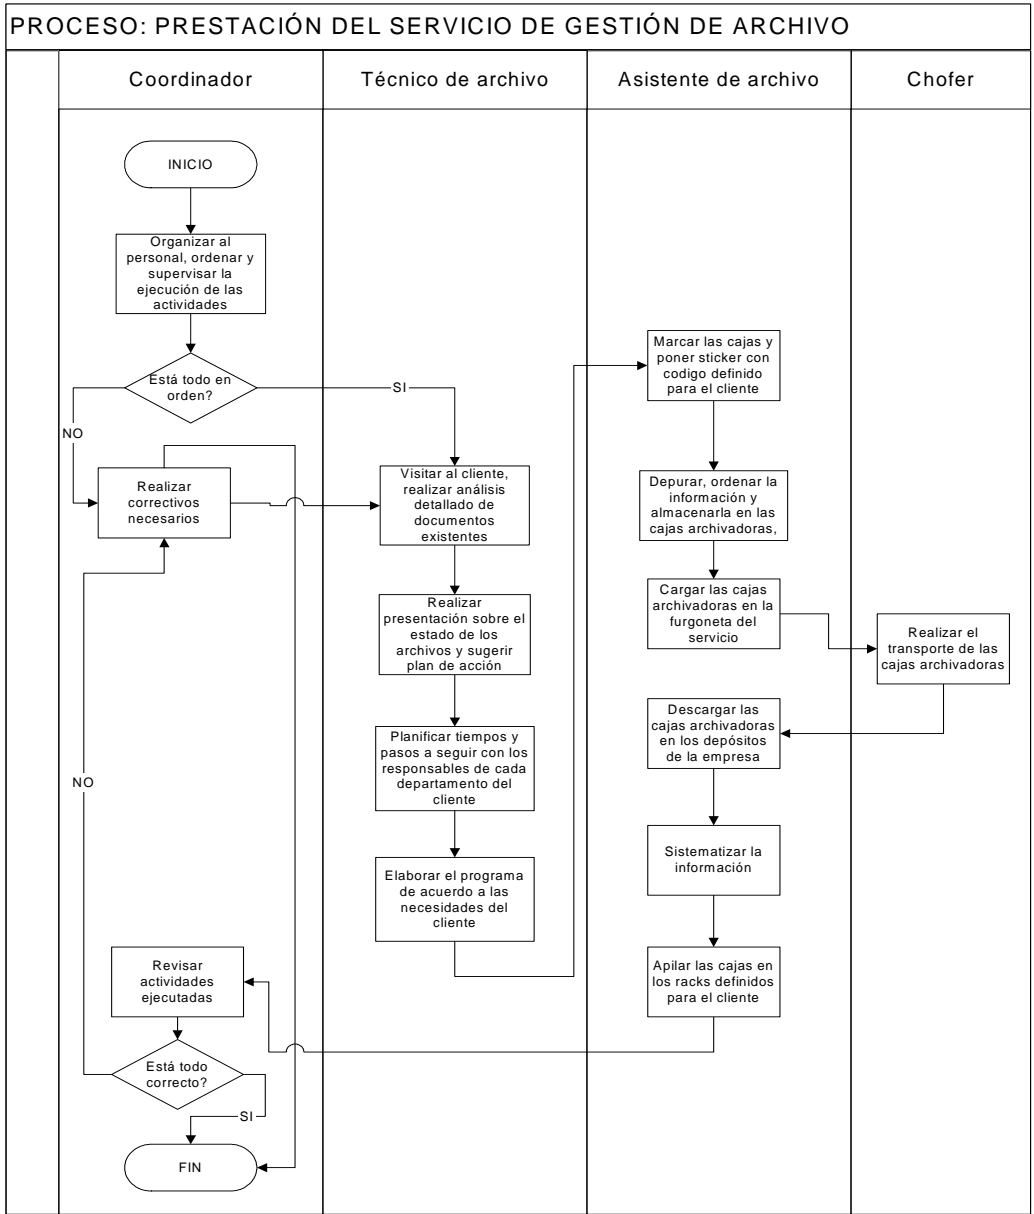 PROCESO: PRESTACIÓN DEL SERVICIO DE GESTIÓN DE ARCHIVO
Coordinador
Técnico de archivo
Asistente de archivo
Chofer
INICIO
Organizar al
personal, ordenar y
supervisar la
ejecución de las
actividades
Está todo en
orden?
SI
NO
Realizar
correctivos
necesarios
Visitar al cliente,
realizar análisis
detallado de
documentos
existentes
Realizar
presentación sobre el
estado de los
archivos y sugerir
plan de acción
Planificar tiempos y
pasos a seguir con los
responsables de cada
departamento del
cliente
Elaborar el programa
de acuerdo a las
necesidades del
cliente
Marcar las cajas y
poner sticker con
codigo definido
para el cliente
Depurar, ordenar la
información y
almacenarla en las
cajas archivadoras,
Cargar las cajas
archivadoras en la
furgoneta del
servicio
Realizar el
transporte de las
cajas archivadoras
Descargar las
cajas archivadoras
en los depósitos
de la empresa
Sistematizar la
información
Apilar las cajas en
los racks definidos
para el cliente
Revisar
actividades
ejecutadas
Está todo
correcto?
NO
SI
FIN